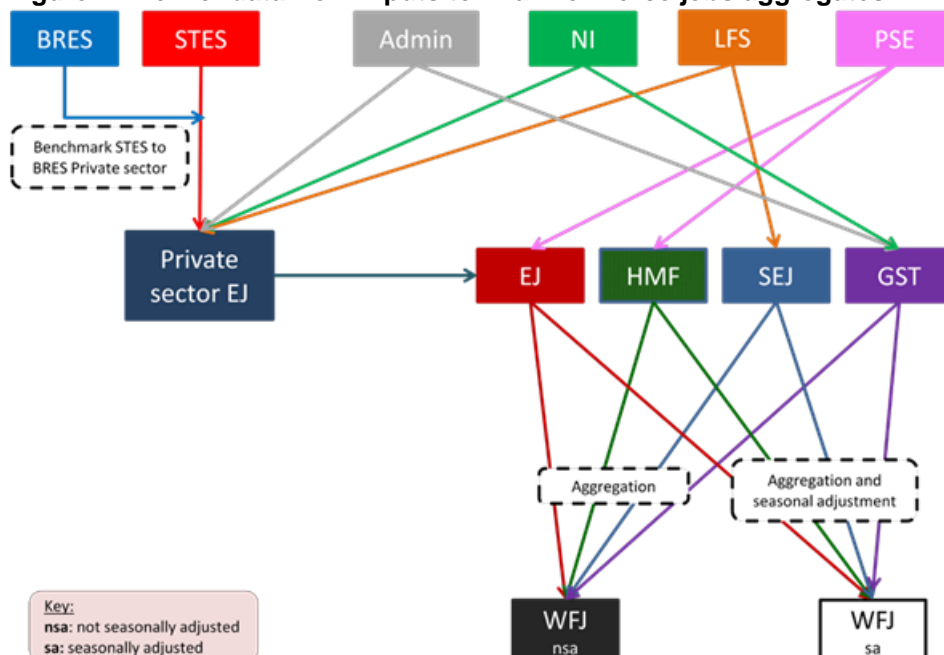 BRES STES Admin NI LFS PSE
Benchmark STES to
BRES Private sector
Private
sector EJ
EJ HMF SEJ GST
Aggregation
Aggregation and
seasonal adjustment
WFJ
nsa
WFJ
sa
Key:
nsa: not seasonally adjusted
sa: seasonally adjusted